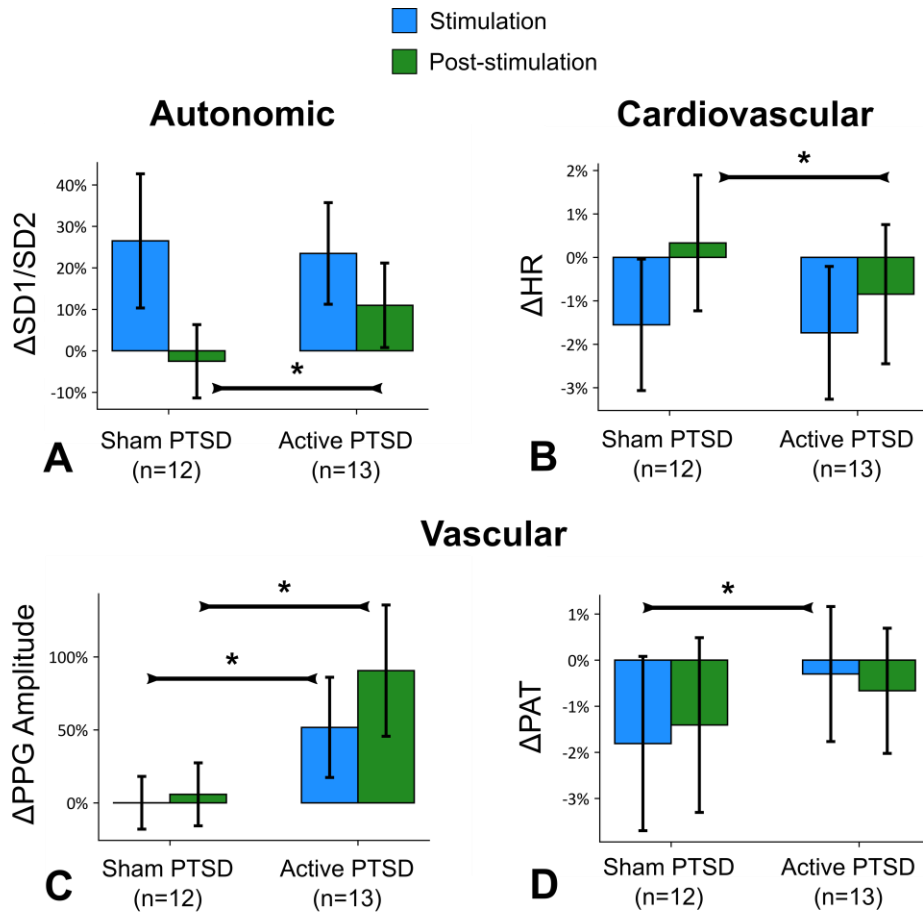 Stimulation
Post-stimulation
Autonomic
ΔSD1/SD2
40%
30%
20%
10%
0%
-10%
*
Sham PTSD
(n=12)
Active PTSD
(n=13)
A
Cardiovascular
ΔHR
2%
1%
0%
-1%
-2%
-3%
*
Sham PTSD
(n=12)
Active PTSD
(n=13)
B
Vascular
ΔPPG Amplitude
100%
50%
0%
*
*
Sham PTSD
(n=12)
Active PTSD
(n=13)
C
ΔPAT
1%
0%
-1%
-2%
-3%
*
Sham PTSD
(n=12)
Active PTSD
(n=13)
D